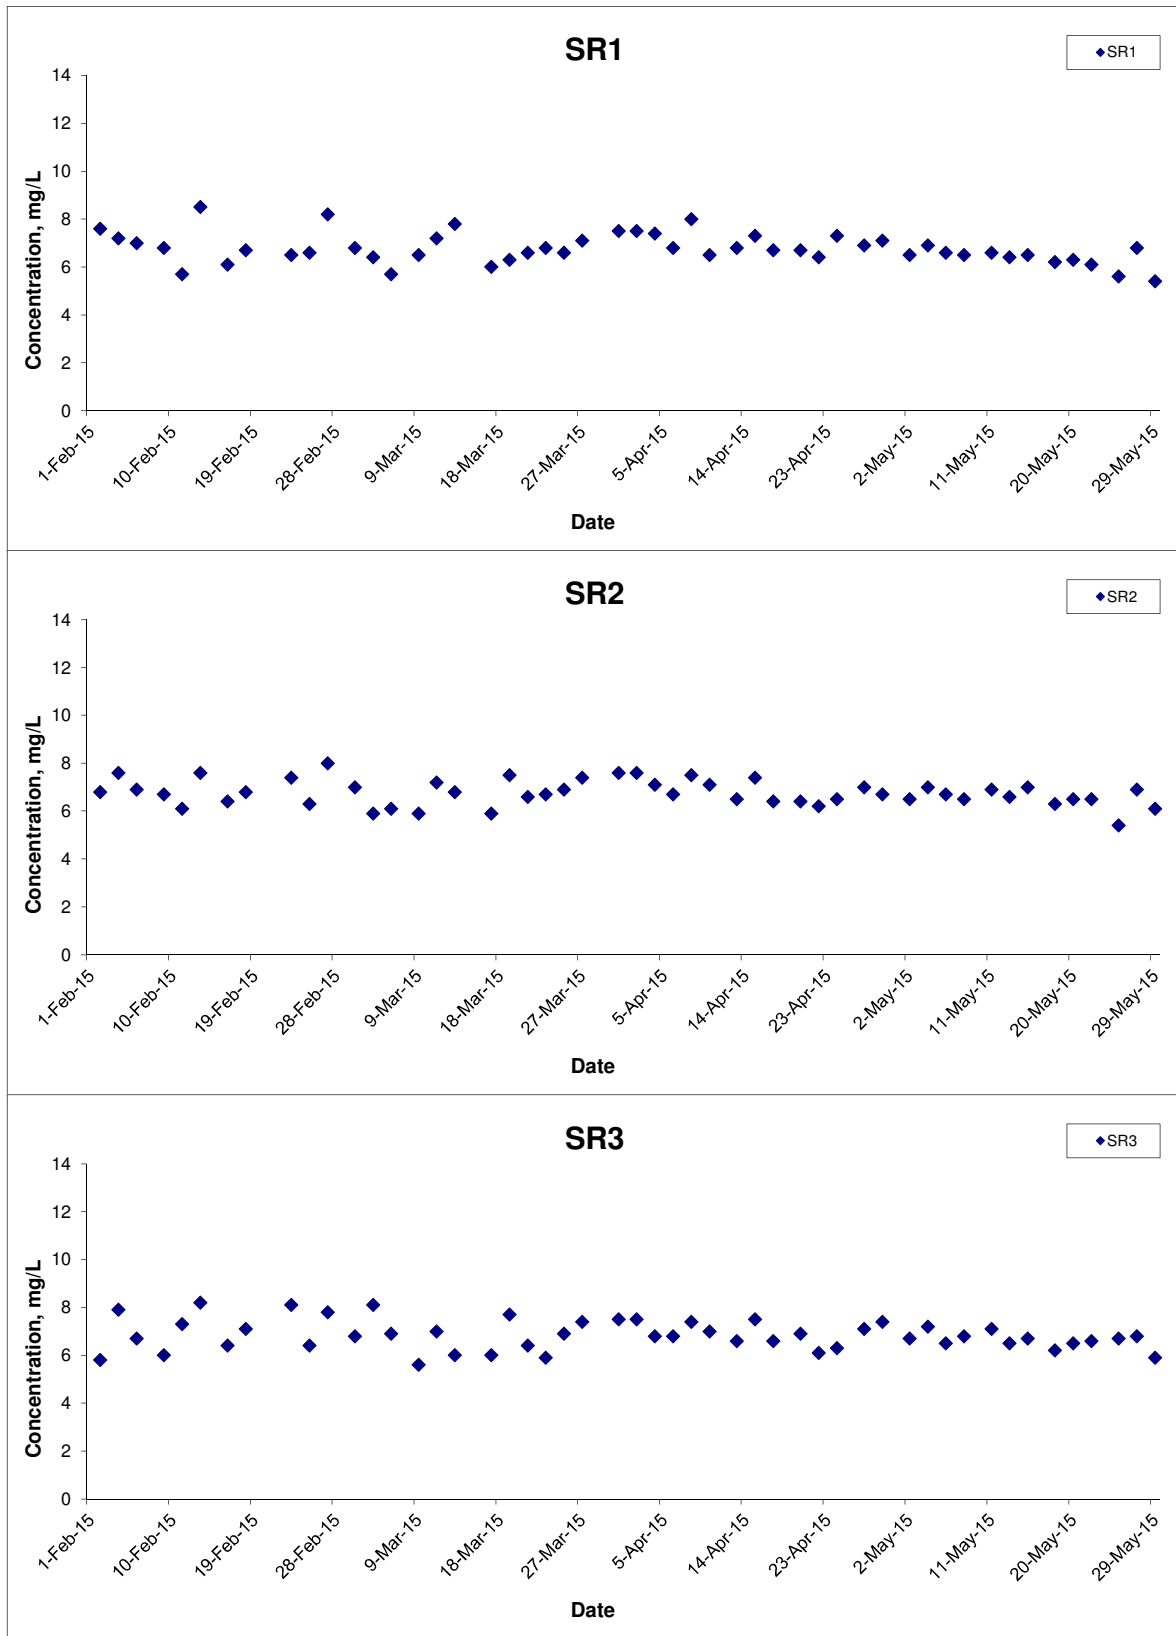 SR1
SR1
14
12
10
8
6
4
2
0
Concentration, mg/L
1-Feb-15 10-Feb-15 19-Feb-15 28-Feb-15 9-Mar-15 18-Mar-15 27-Mar-15 5-Apr-15 14-Apr-15 23-Apr-15 2-May-15 11-May-15 20-May-15 29-May-15
Date
SR2
SR2
14
12
10
8
6
4
2
0
Concentration, mg/L
1-Feb-15 10-Feb-15 19-Feb-15 28-Feb-15 9-Mar-15 18-Mar-15 27-Mar-15 5-Apr-15 14-Apr-15 23-Apr-15 2-May-15 11-May-15 20-May-15 29-May-15
Date
SR3
SR3
14
12
10
8
6
4
2
0
Concentration, mg/L
1-Feb-15 10-Feb-15 19-Feb-15 28-Feb-15 9-Mar-15 18-Mar-15 27-Mar-15 5-Apr-15 14-Apr-15 23-Apr-15 2-May-15 11-May-15 20-May-15 29-May-15
Date